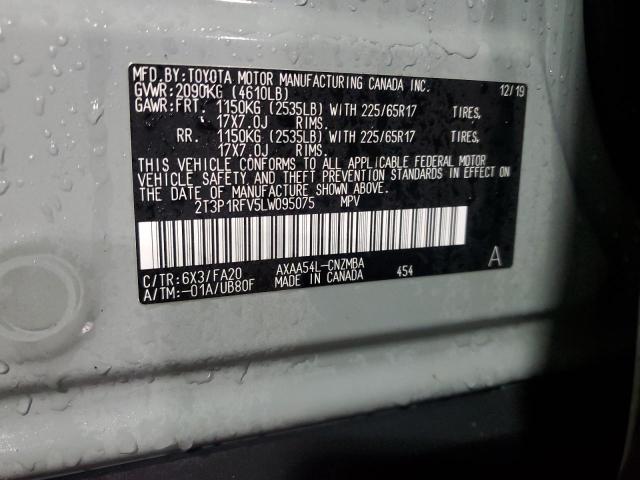 MFD.BY:TOYOTA MOTOR MANUFACTURING CANADA INC.
GVWR:2090KG (4610LB) 12/19
GAWR:FRT. 1150KG (2535LB) WITH 225/65R17 TIRES,
17X7.0J RIMS.
RR. 1150KG (2535LB) WITH 225/65R17 TIRES,
17X7.0J RIMS.
THIS VEHICLE CONFORMS TO ALL APPLICABLE FEDERAL MOTOR
VEHICLE SAFETY AND THEFT PREVENTION STANDARDS IN EFFECT ON
THE DATE OF MANUFACTURE SHOWN ABOVE.
2T3P1RFV5LW095075 MPV
C/TR:6X3/FA20 AXAA54L-CNZMBA A
A/TM:-01A/UB80F MADE IN CANADA 454